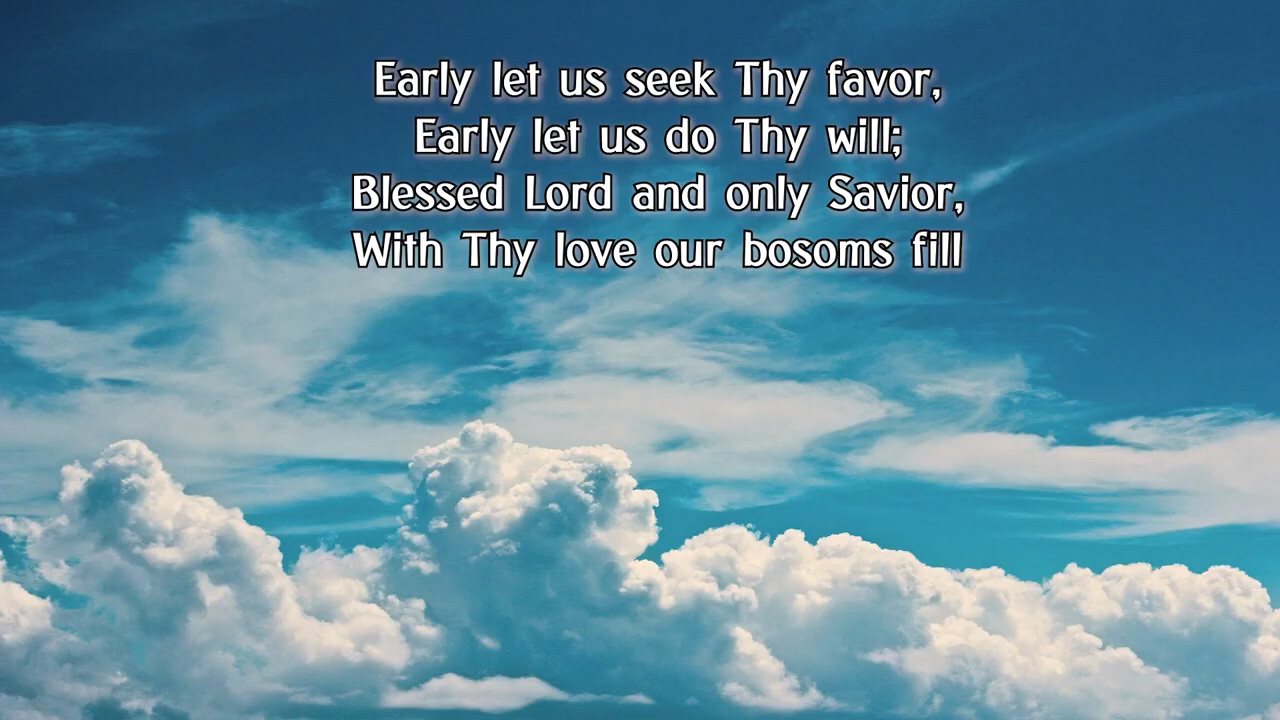 Early let us seek Thy favor,
Early let us do Thy will;
Blessed Lord and only Savior,
With Thy love our bosoms fill